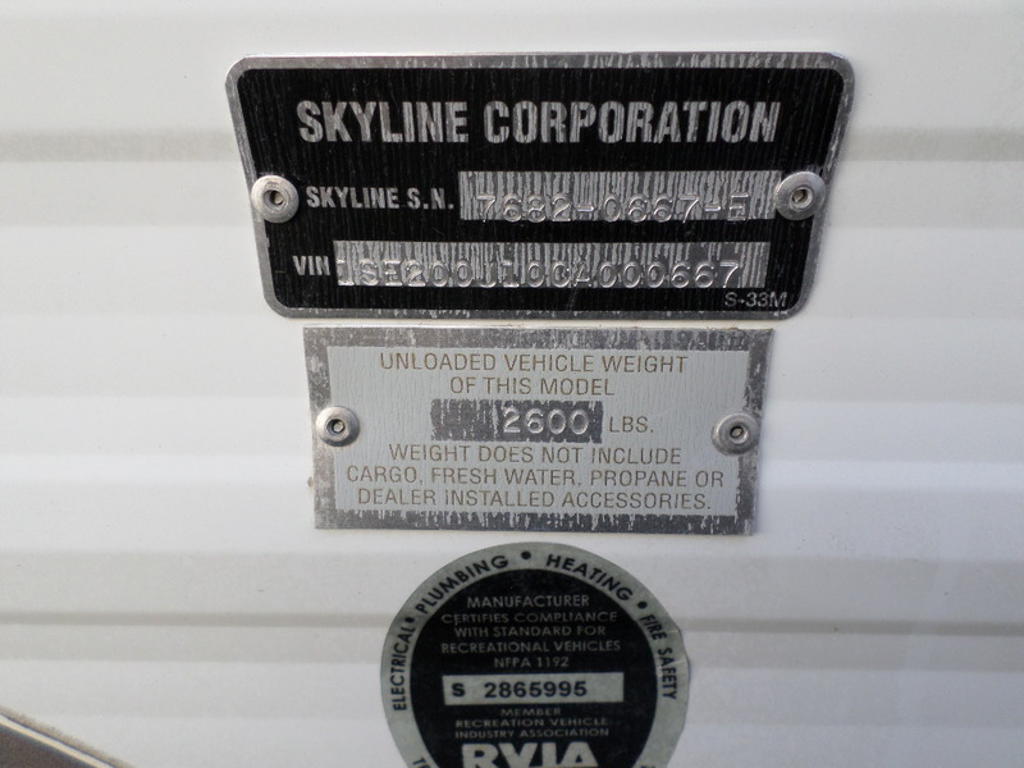 SKYLINE CORPORATION
SKYLINE S.N. 7682-0667-E
VIN 1SE200J10CA000667
S-33M
UNLOADED VEHICLE WEIGHT
OF THIS MODEL
2600 LBS.
WEIGHT DOES NOT INCLUDE
CARGO, FRESH WATER, PROPANE OR
DEALER INSTALLED ACCESSORIES.
ELECTRICAL • PLUMBING • HEATING • FIRE SAFETY
MANUFACTURER
CERTIFIES COMPLIANCE
WITH STANDARD FOR
RECREATIONAL VEHICLES
NFPA 1192
S 2865995
MEMBER
RECREATION VEHICLE
INDUSTRY ASSOCIATION
RVIA